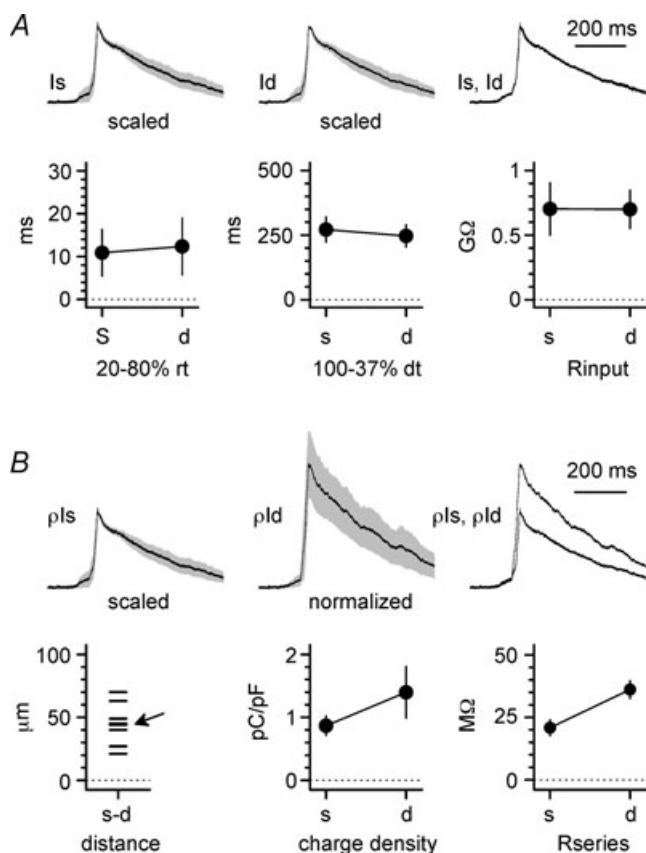 A
200 ms
Is
Id
Is, Id
scaled
scaled
30
20
10
0
ms
S
d
20-80% rt
500
250
0
ms
s
d
100-37% dt
1
0.5
0
GΩ
s
d
Rinput
B
200 ms
ρIs
ρId
ρIs, ρId
scaled
normalized
100
50
0
μm
s-d
distance
2
1
0
pC/pF
s
d
charge density
50
25
0
MΩ
s
d
Rseries